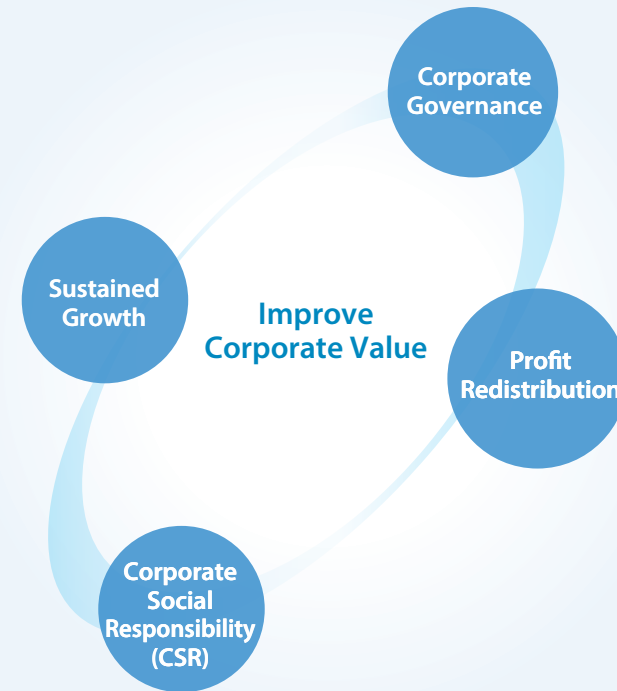 Corporate
Governance
Sustained
Growth
Improve
Corporate Value
Profit
Redistribution
Corporate
Social
Responsibility
(CSR)